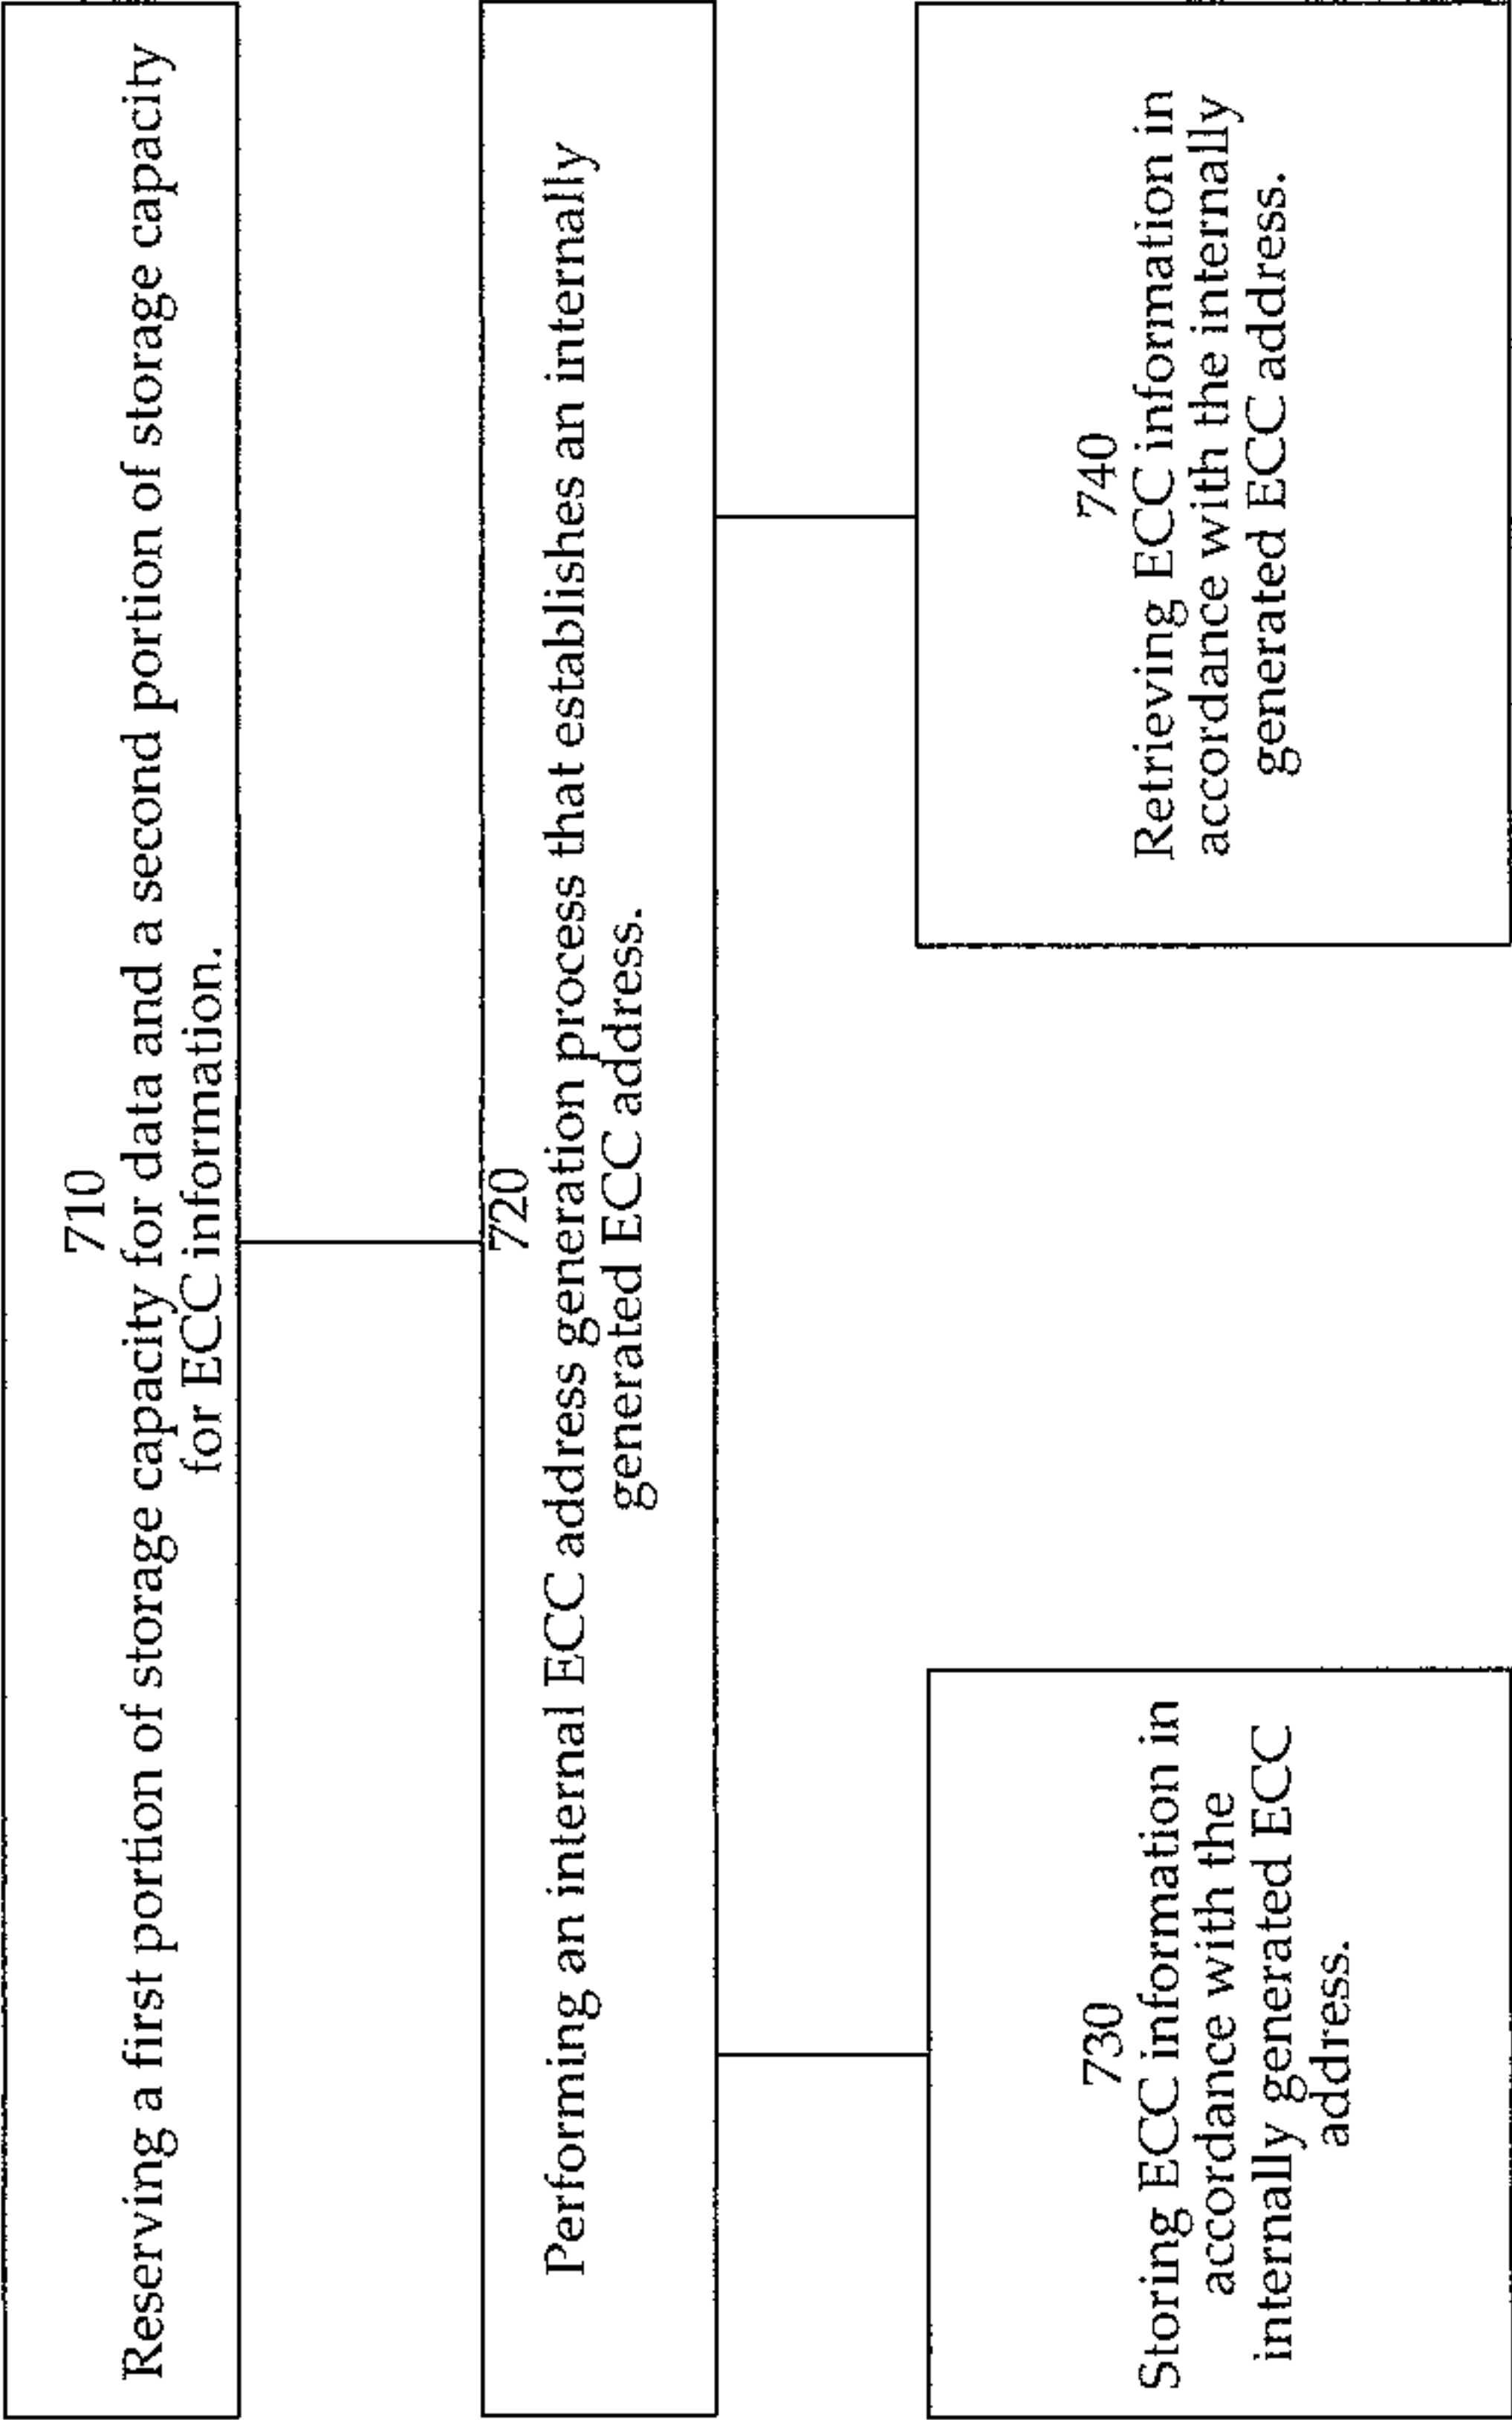 710
Reserving a first portion of storage capacity for data and a second portion of storage capacity
for ECC information.
720
Performing an internal ECC address generation process that establishes an internally
generated ECC address.
730
Storing ECC information in
accordance with the
internally generated ECC
address.
740
Retrieving ECC information in
accordance with the internally
generated ECC address.